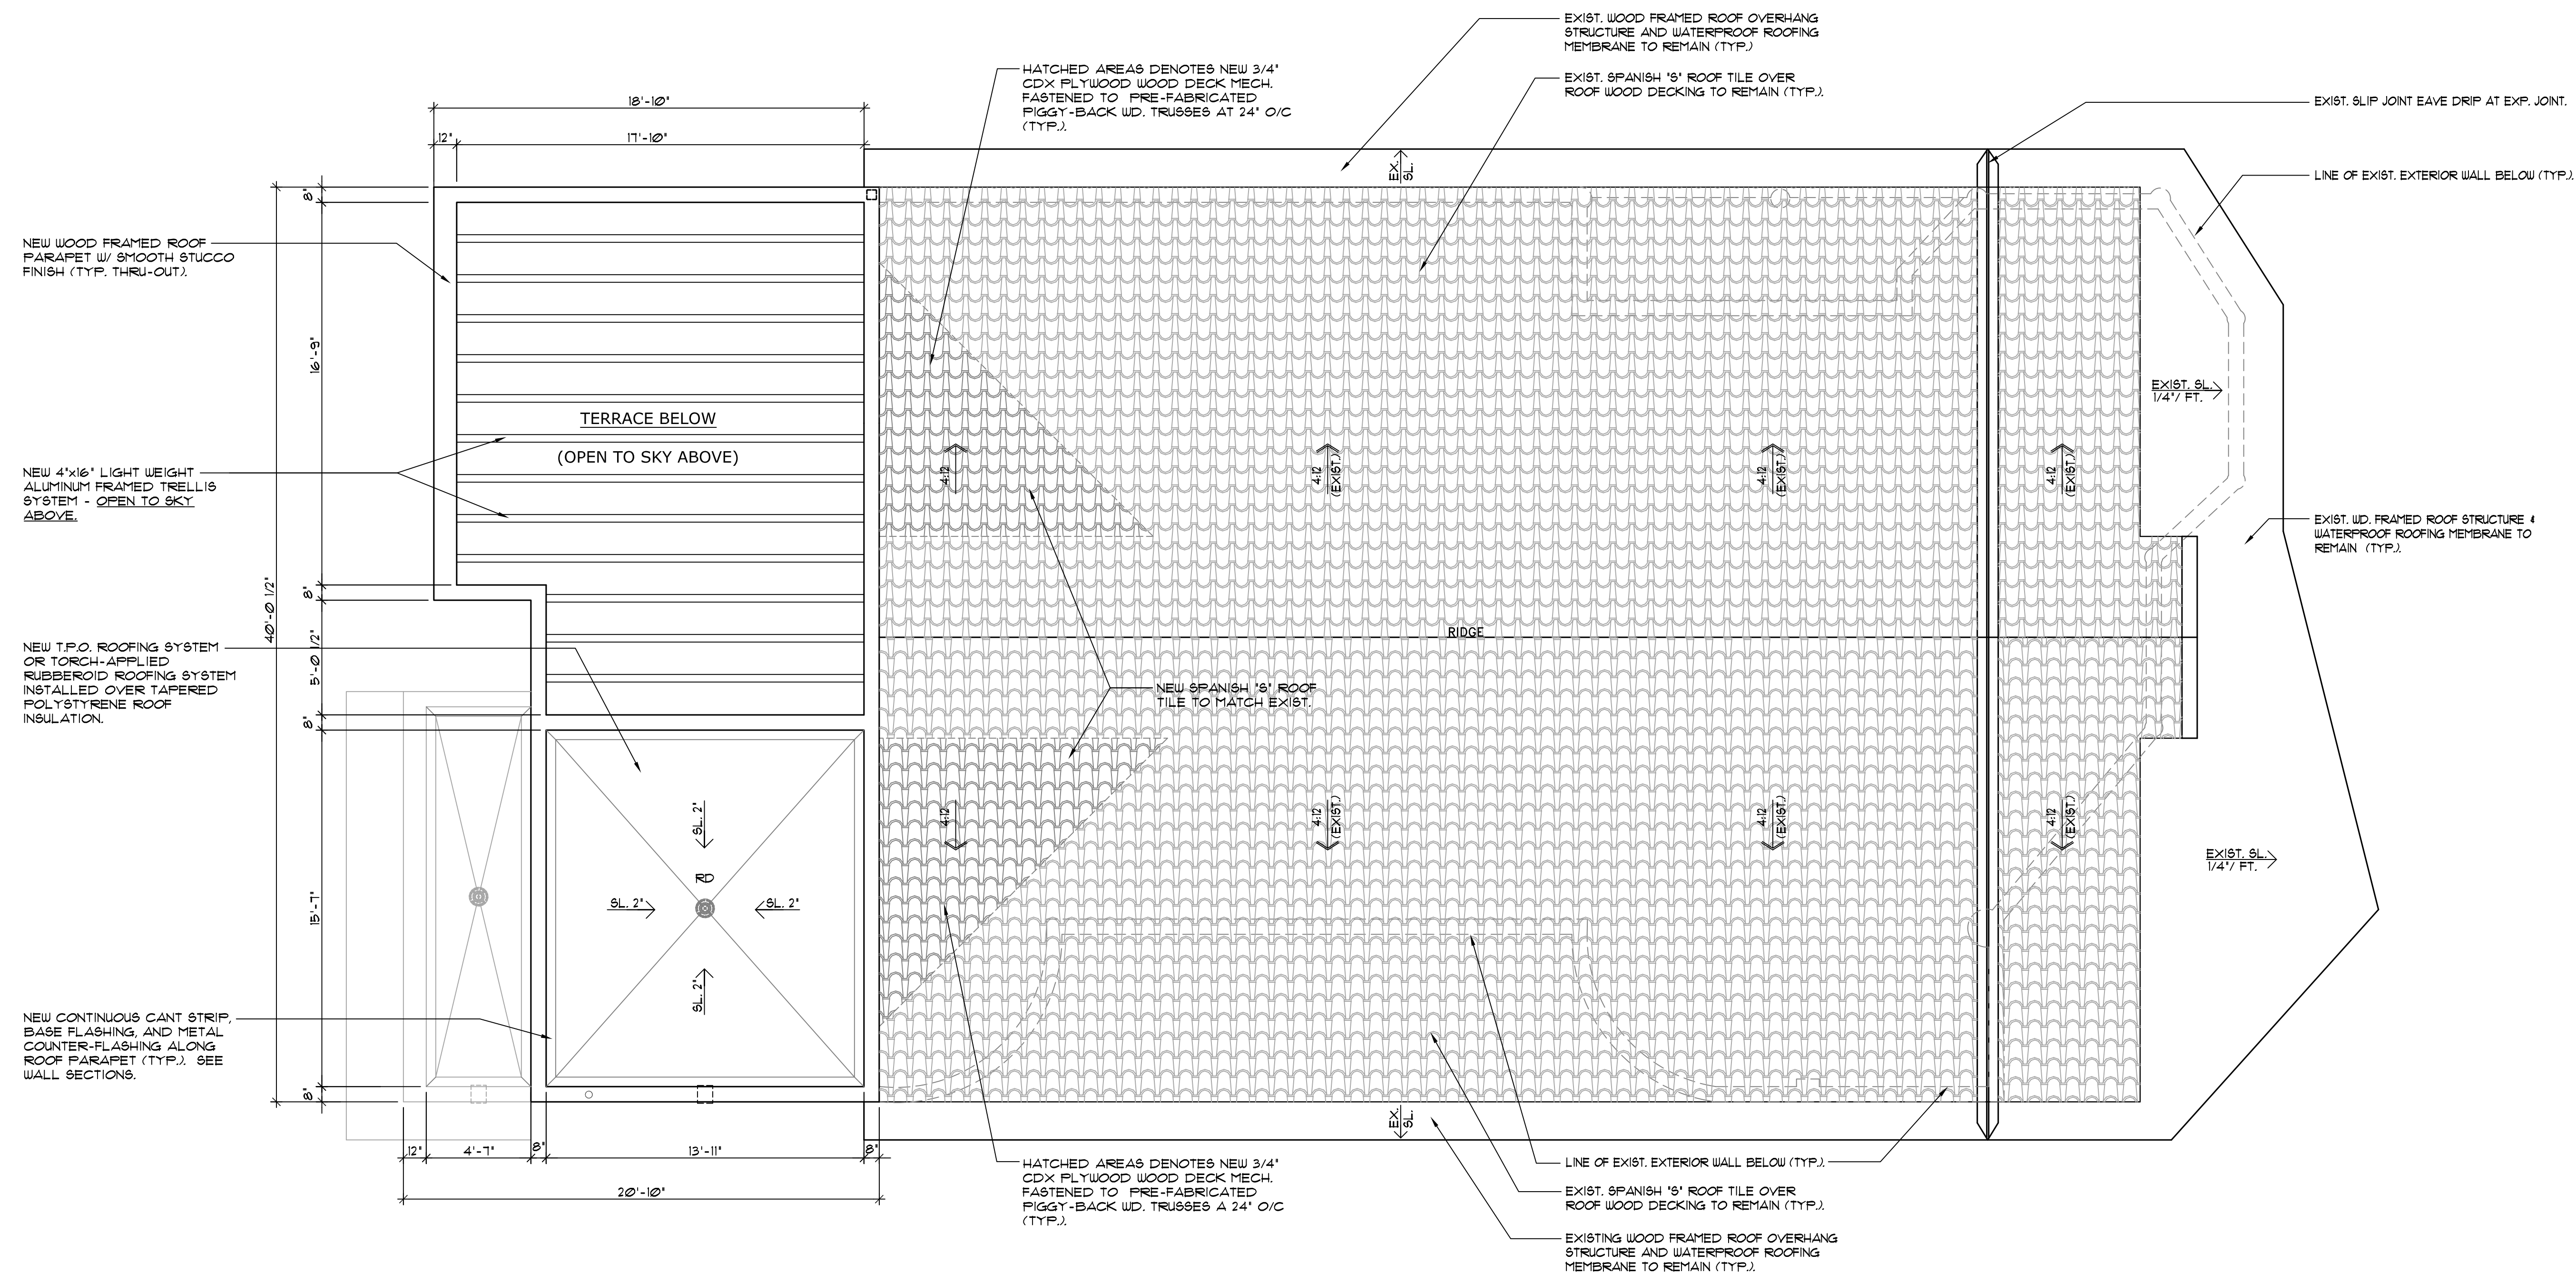 EXIST. WOOD FRAMED ROOF OVERHANG
STRUCTURE AND WATERPROOF ROOFING
MEMBRANE TO REMAIN (TYP.)
HATCHED AREAS DENOTES NEW 3/4"
CDX PLYWOOD WOOD DECK MECH.
FASTENED TO PRE-FABRICATED
PIGGY-BACK WD. TRUSSES AT 24" O/C
(TYP.).
EXIST. SPANISH "S" ROOF TILE OVER
ROOF WOOD DECKING TO REMAIN (TYP.).
EXIST. SLIP JOINT EAVE DRIP AT EXP. JOINT.
LINE OF EXIST. EXTERIOR WALL BELOW (TYP.).
18'-10"
12"
17'-10"
EX.
SL.
8"
NEW WOOD FRAMED ROOF
PARAPET W/ SMOOTH STUCCO
FINISH (TYP. THRU-OUT).
16'-9"
EXIST. SL.
1/4"/ FT.
TERRACE BELOW
(OPEN TO SKY ABOVE)
NEW 4"x16" LIGHT WEIGHT
ALUMINUM FRAMED TRELLIS
SYSTEM - OPEN TO SKY
ABOVE.
4:12
4:12
(EXIST.)
4:12
(EXIST.)
4:12
(EXIST.)
EXIST. WD. FRAMED ROOF STRUCTURE &
WATERPROOF ROOFING MEMBRANE TO
REMAIN (TYP.).
8"
40'-0 1/2"
5'-0 1/2"
RIDGE
NEW T.P.O. ROOFING SYSTEM
OR TORCH-APPLIED
RUBBEROID ROOFING SYSTEM
INSTALLED OVER TAPERED
POLYSTYRENE ROOF
INSULATION.
NEW SPANISH "S" ROOF
TILE TO MATCH EXIST.
8"
SL. 2"
4:12
4:12
(EXIST.)
4:12
(EXIST.)
4:12
(EXIST.)
EXIST. SL.
1/4"/ FT.
RD
SL. 2"
SL. 2"
15'-7"
SL. 2"
NEW CONTINUOUS CANT STRIP,
BASE FLASHING, AND METAL
COUNTER-FLASHING ALONG
ROOF PARAPET (TYP.). SEE
WALL SECTIONS.
8"
EX.
SL.
12"
4'-7"
8"
13'-11"
8"
20'-10"
HATCHED AREAS DENOTES NEW 3/4"
CDX PLYWOOD WOOD DECK MECH.
FASTENED TO PRE-FABRICATED
PIGGY-BACK WD. TRUSSES A 24" O/C
(TYP.).
LINE OF EXIST. EXTERIOR WALL BELOW (TYP.).
EXIST. SPANISH "S" ROOF TILE OVER
ROOF WOOD DECKING TO REMAIN (TYP.).
EXISTING WOOD FRAMED ROOF OVERHANG
STRUCTURE AND WATERPROOF ROOFING
MEMBRANE TO REMAIN (TYP.).